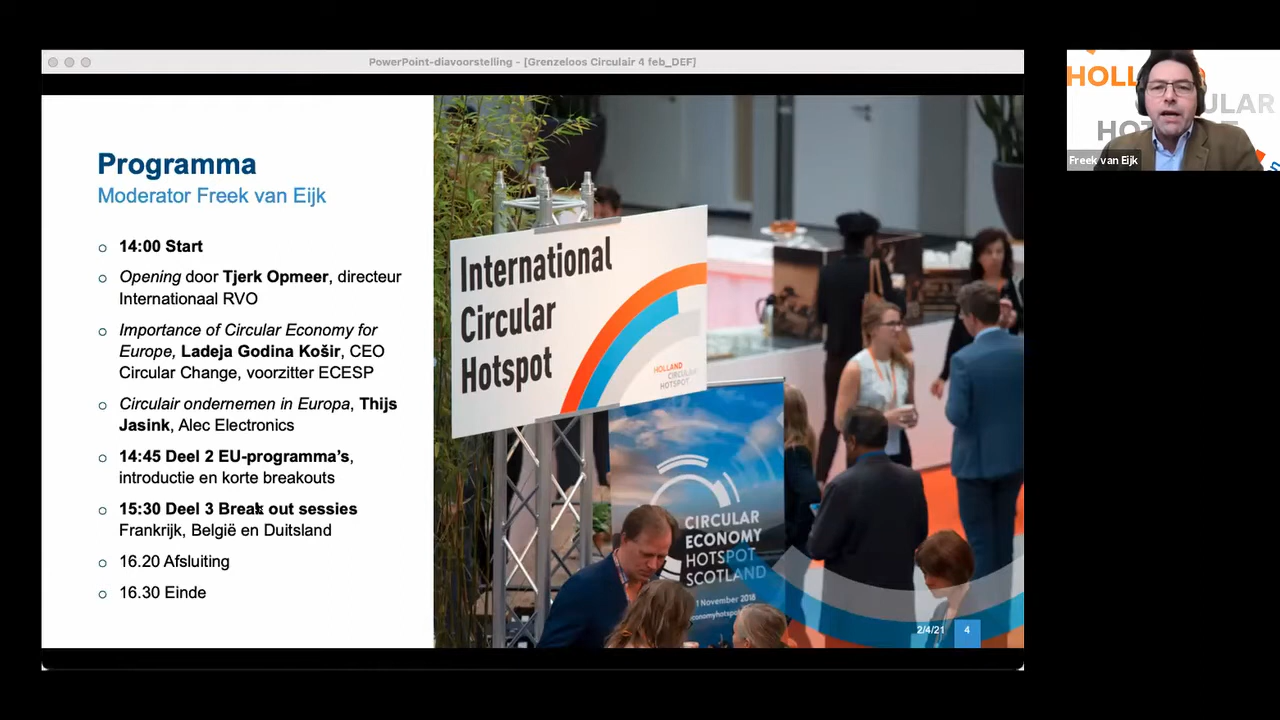 PowerPoint-diavoorstelling - [Grenzeloos Circulair 4 feb_DEF]
Programma
Moderator Freek van Eijk
14:00 Start
Opening door Tjerk Opmeer, directeur
Internationaal RVO
Importance of Circular Economy for
Europe, Ladeja Godina Košir, CEO
Circular Change, voorzitter ECESP
Circulair ondernemen in Europa, Thijs
Jasink, Alec Electronics
14:45 Deel 2 EU-programma’s,
introductie en korte breakouts
15:30 Deel 3 Break out sessies
Frankrijk, België en Duitsland
16.20 Afsluiting
16.30 Einde
International
Circular
Hotspot
HOLLAND
CIRCULAR
HOTSPOT
CIRCULAR
ECONOMY
HOTSPOT
SCOTLAND
1 November 2018
2/4/21
4
Freek van Eijk